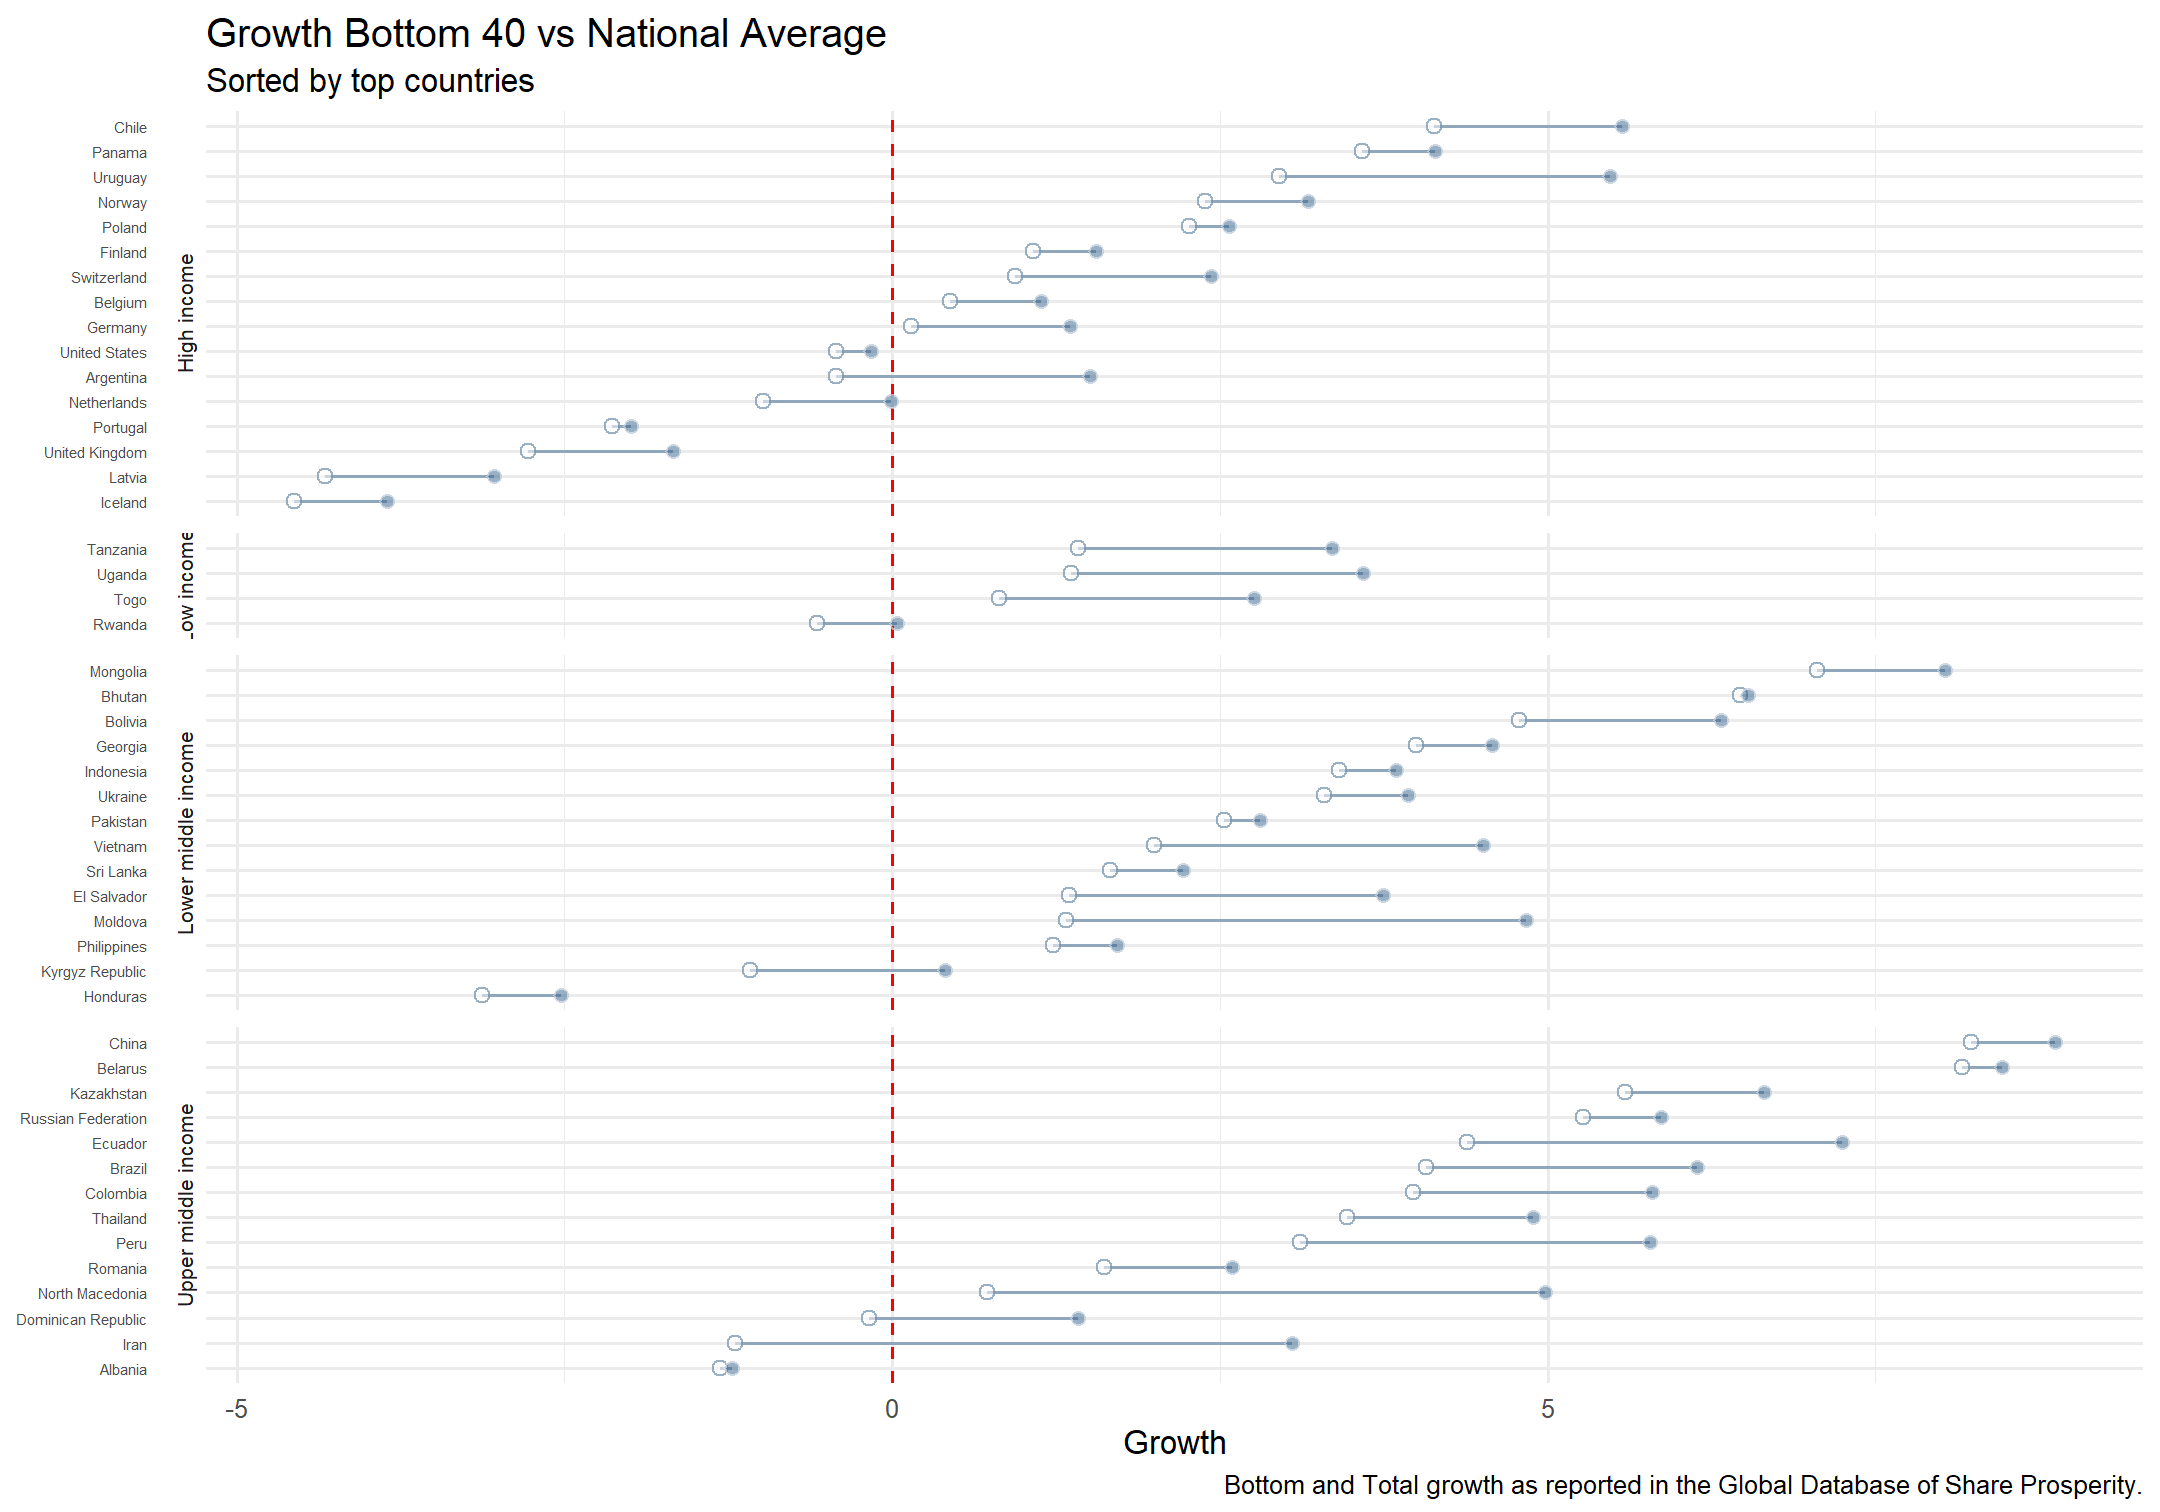 Growth Bottom 40 vs National Average
Sorted by top countries
High income
Chile
Panama
Uruguay
Norway
Poland
Finland
Switzerland
Belgium
Germany
United States
Argentina
Netherlands
Portugal
United Kingdom
Latvia
Iceland
Low income
Tanzania
Uganda
Togo
Rwanda
Lower middle income
Mongolia
Bhutan
Bolivia
Georgia
Indonesia
Ukraine
Pakistan
Vietnam
Sri Lanka
El Salvador
Moldova
Philippines
Kyrgyz Republic
Honduras
Upper middle income
China
Belarus
Kazakhstan
Russian Federation
Ecuador
Brazil
Colombia
Thailand
Peru
Romania
North Macedonia
Dominican Republic
Iran
Albania
-5 0 5
Growth
Bottom and Total growth as reported in the Global Database of Share Prosperity.